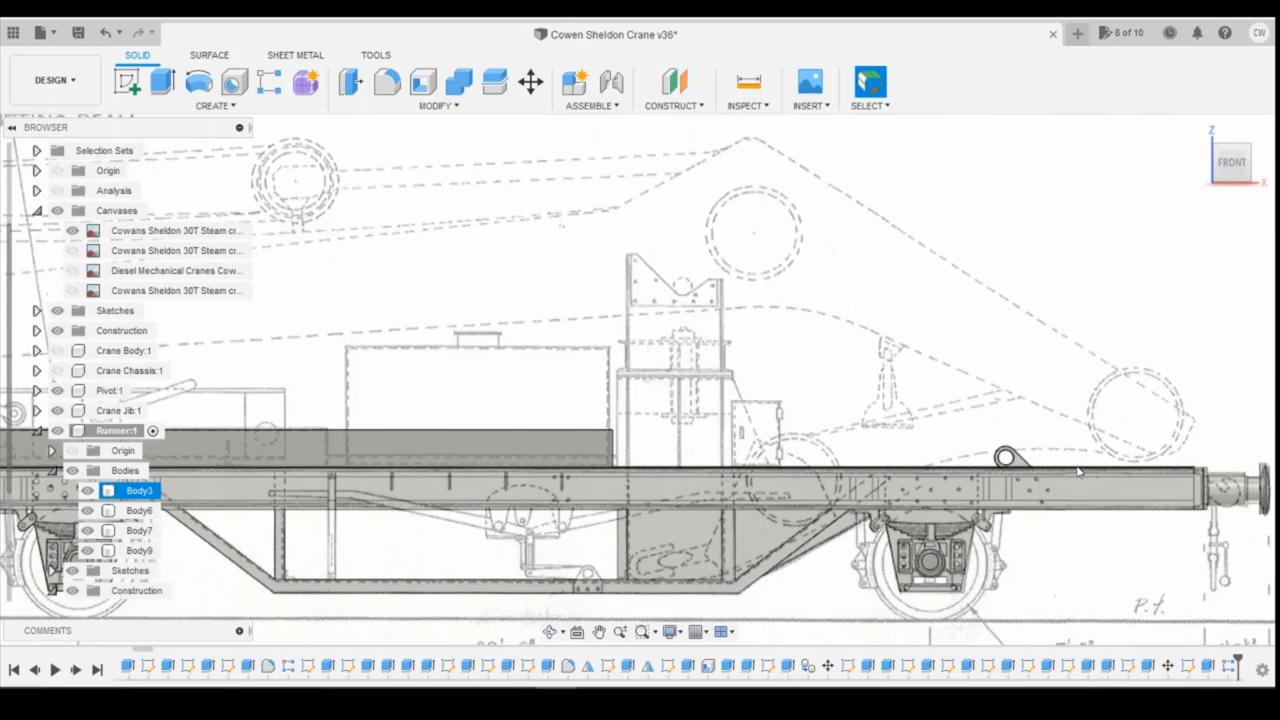 Cowen Sheldon Crane v36*
8 of 10
CW
SOLID SURFACE SHEET METAL TOOLS
DESIGN
CREATE MODIFY ASSEMBLE CONSTRUCT INSPECT INSERT SELECT
BROWSER
Selection Sets
Origin
Analysis
Canvases
Cowans Sheldon 30T Steam cr...
Cowans Sheldon 30T Steam cr...
Diesel Mechanical Cranes Cow...
Cowans Sheldon 30T Steam cr...
Sketches
Construction
Crane Body:1
Crane Chassis:1
Pivot:1
Crane Jib:1
Runner:1
Origin
Bodies
Body3
Body6
Body7
Body9
Sketches
Construction
COMMENTS
Z
FRONT
X